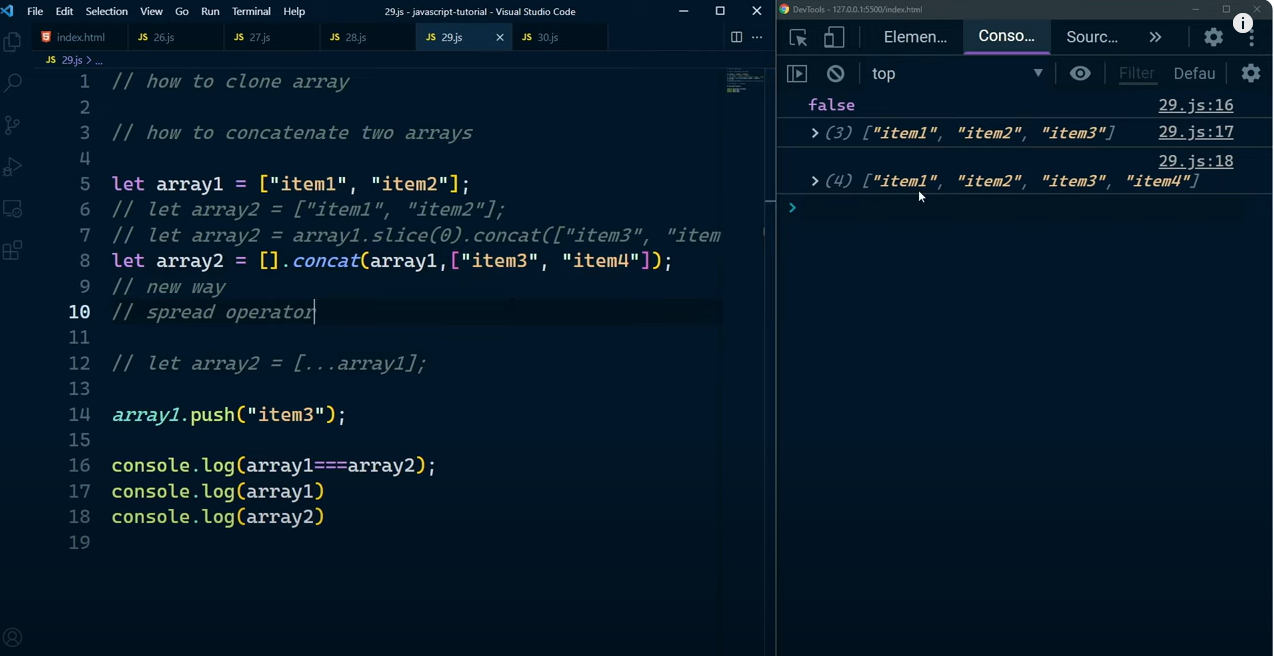 File Edit Selection View Go Run Terminal Help
29.js - javascript-tutorial - Visual Studio Code
index.html JS 26.js JS 27.js JS 28.js JS 29.js JS 30.js
JS 29.js > ...
1 // how to clone array
2
3 // how to concatenate two arrays
4
5 let array1 = ["item1", "item2"];
6 // let array2 = ["item1", "item2"];
7 // let array2 = array1.slice(0).concat(["item3", "item
8 let array2 = [].concat(array1,["item3", "item4"]);
9 // new way
10 // spread operator
11
12 // let array2 = [...array1];
13
14 array1.push("item3");
15
16 console.log(array1===array2);
17 console.log(array1)
18 console.log(array2)
19
DevTools - 127.0.0.1:5500/index.html
Elemen... Conso... Sourc... »
top Filter Defau
false 29.js:16
(3) ["item1", "item2", "item3"] 29.js:17
29.js:18
(4) ["item1", "item2", "item3", "item4"]